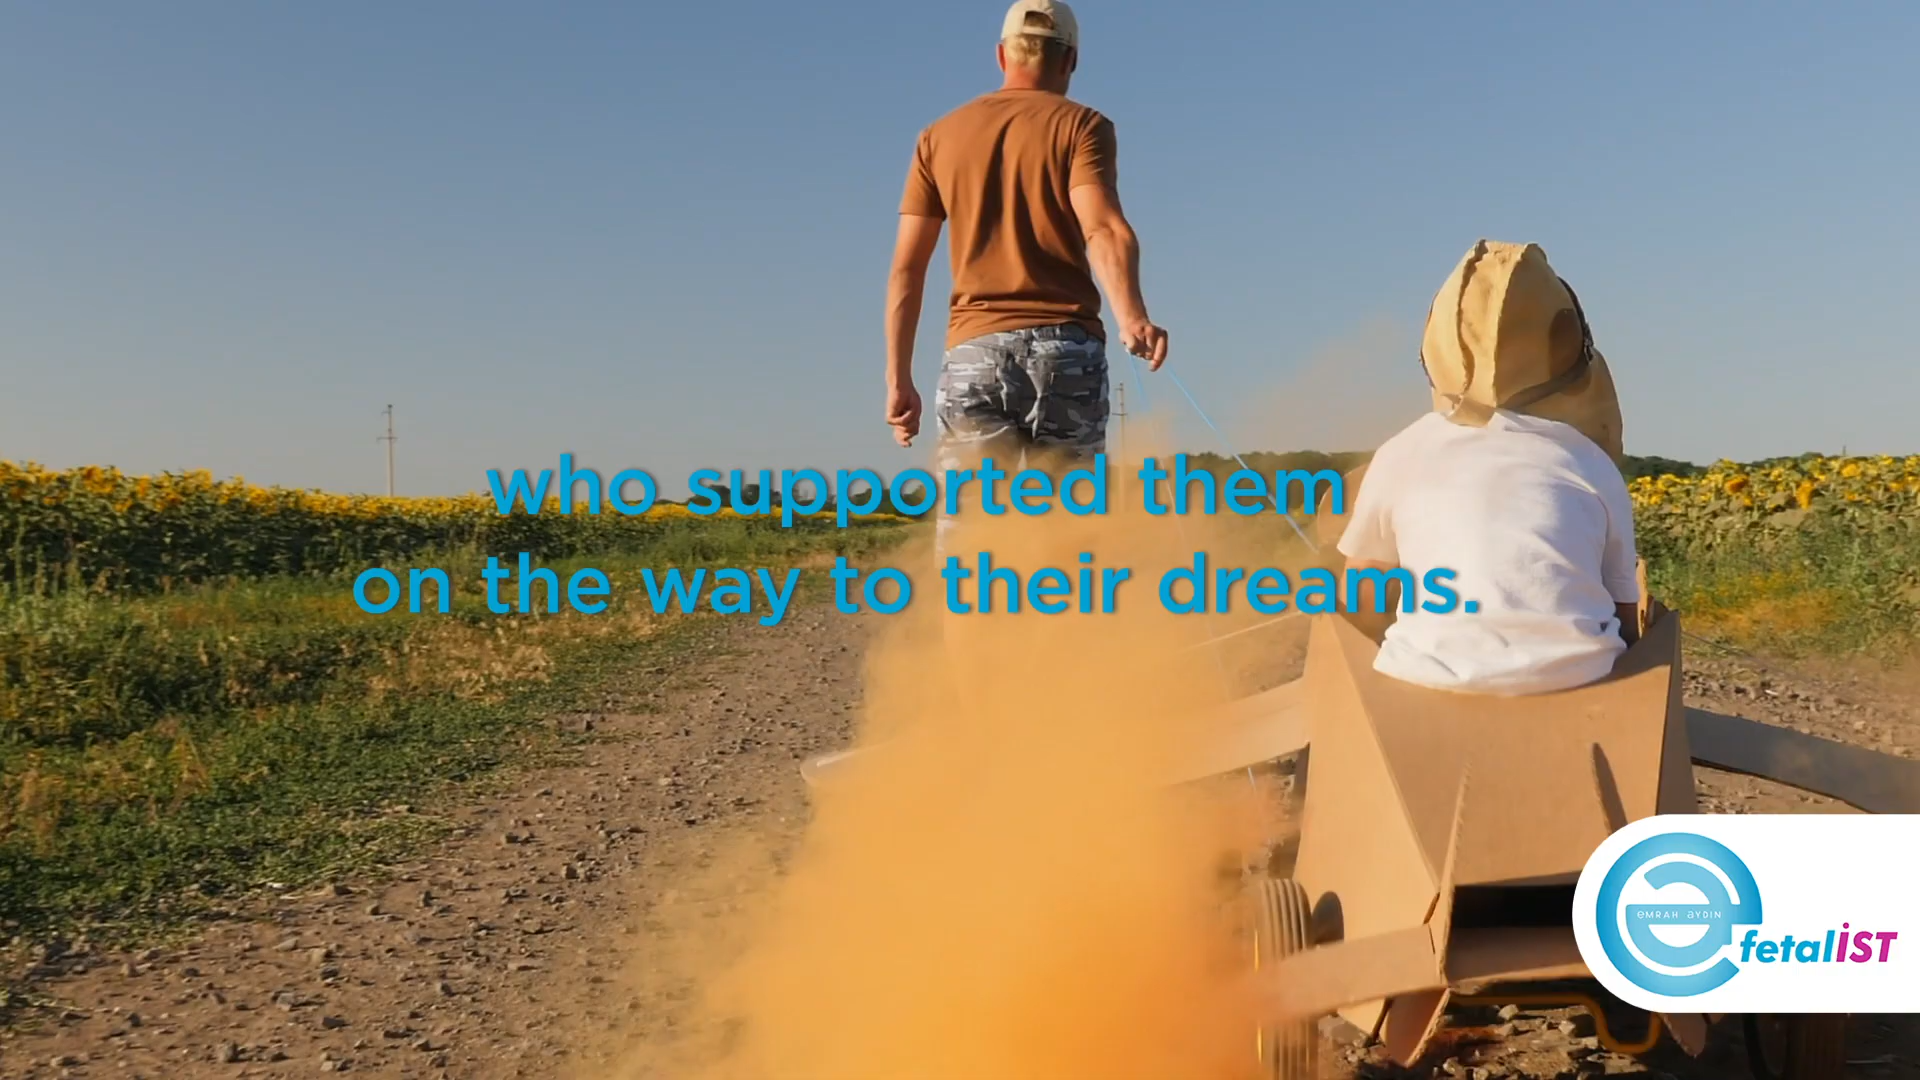 who supported them
on the way to their dreams.
EMRAH AYDIN
fetaliST